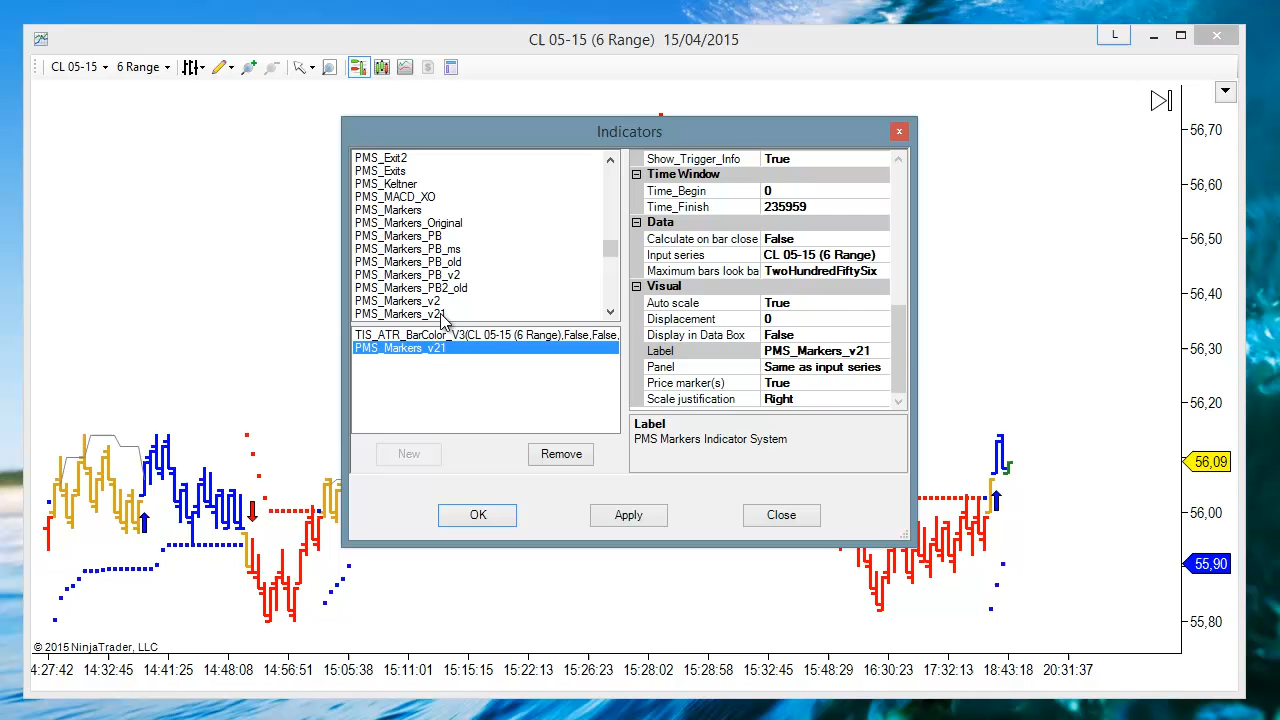 CL 05-15 (6 Range) 15/04/2015
L
CL 05-15
6 Range
Indicators
PMS_Exit2
PMS_Exits
PMS_Keltner
PMS_MACD_XO
PMS_Markers
PMS_Markers_Original
PMS_Markers_PB
PMS_Markers_PB_ms
PMS_Markers_PB_old
PMS_Markers_PB_v2
PMS_Markers_PB2_old
PMS_Markers_v2
PMS_Markers_v21
TIS_ATR_BarColor_V3(CL 05-15 (6 Range),False,False,
PMS_Markers_v21
New
Remove
Show_Trigger_Info True
Time Window
Time_Begin 0
Time_Finish 235959
Data
Calculate on bar close False
Input series CL 05-15 (6 Range)
Maximum bars look ba TwoHundredFiftySix
Visual
Auto scale True
Displacement 0
Display in Data Box False
Label PMS_Markers_v21
Panel Same as input series
Price marker(s) True
Scale justification Right
Label
PMS Markers Indicator System
OK
Apply
Close
56,70
56,60
56,50
56,40
56,30
56,20
56,09
56,00
55,90
55,80
© 2015 NinjaTrader, LLC
4:27:42 14:32:45 14:41:25 14:48:08 14:56:51 15:05:38 15:11:01 15:16:15 15:22:13 15:26:23 15:28:02 15:28:58 15:32:45 15:48:29 16:30:23 17:32:13 18:43:18 20:31:37